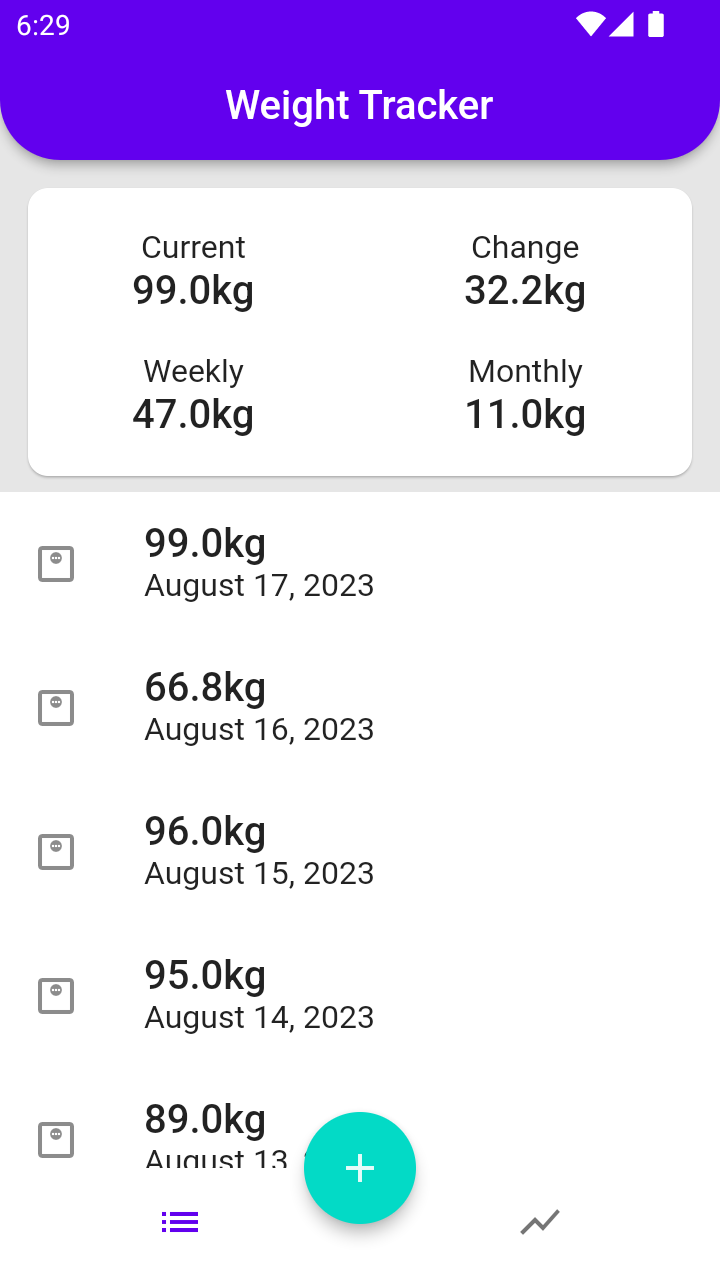 6:29
Weight Tracker
Current
99.0kg
Change
32.2kg
Weekly
47.0kg
Monthly
11.0kg
99.0kg
August 17, 2023
66.8kg
August 16, 2023
96.0kg
August 15, 2023
95.0kg
August 14, 2023
89.0kg
August 13,